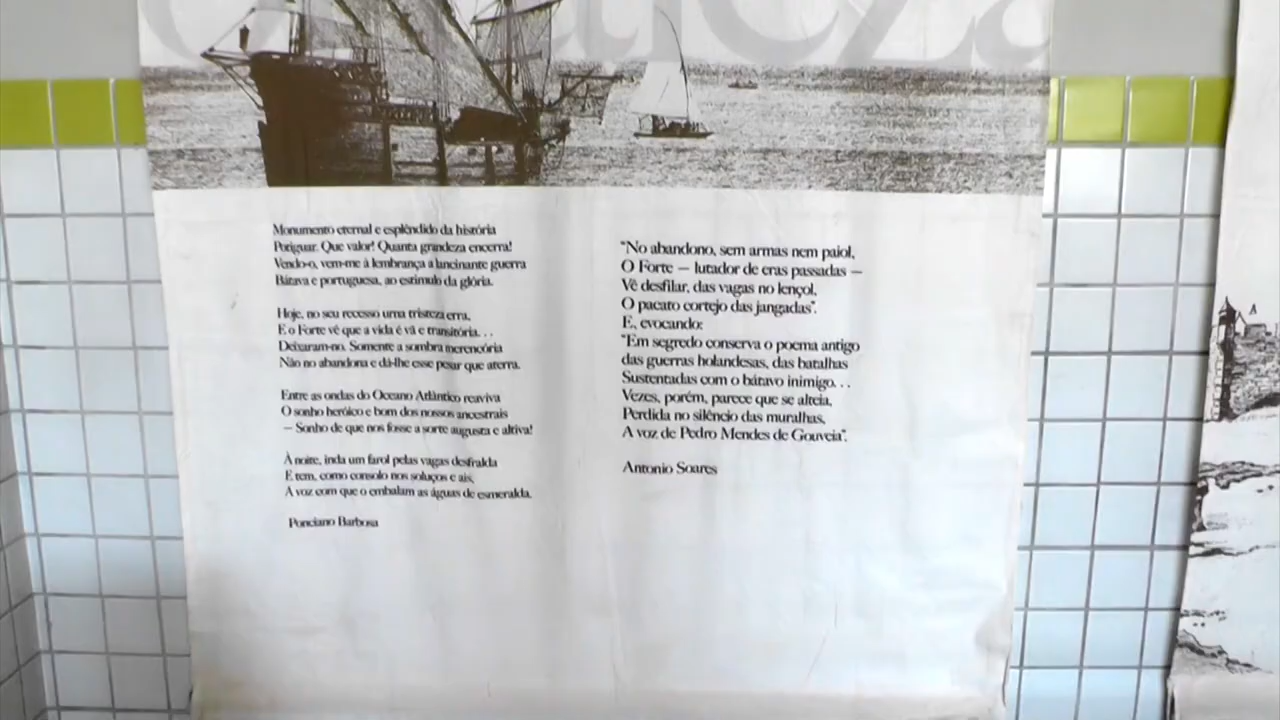 Monumento eternal e esplêndido da história
Potiguar. Que valor! Quanta grandeza encerra!
Vendo-o, vem-me à lembrança a lancinante guerra
Bátava e portuguesa, ao estímulo da glória.
Hoje, no seu recesso uma tristeza erra,
E o Forte vê que a vida é vã e transitória. . .
Deixaram-no. Somente a sombra merencória
Não no abandona e dá-lhe esse pesar que aterra.
Entre as ondas do Oceano Atlântico reaviva
O sonho heróico e bom dos nossos ancestrais
— Sonho de que nos fosse a sorte augusta e altiva!
À noite, inda um farol pelas vagas desfralda
E tem, como consolo nos soluços e ais,
A voz com que o embalam as águas de esmeralda.
Ponciano Barbosa
"No abandono, sem armas nem paiol,
O Forte — lutador de eras passadas —
Vê desfilar, das vagas no lençol,
O pacato cortejo das jangadas".
E, evocando:
"Em segredo conserva o poema antigo
das guerras holandesas, das batalhas
Sustentadas com o bátavo inimigo. . .
Vezes, porém, parece que se alteia,
Perdida no silêncio das muralhas,
A voz de Pedro Mendes de Gouveia".
Antonio Soares